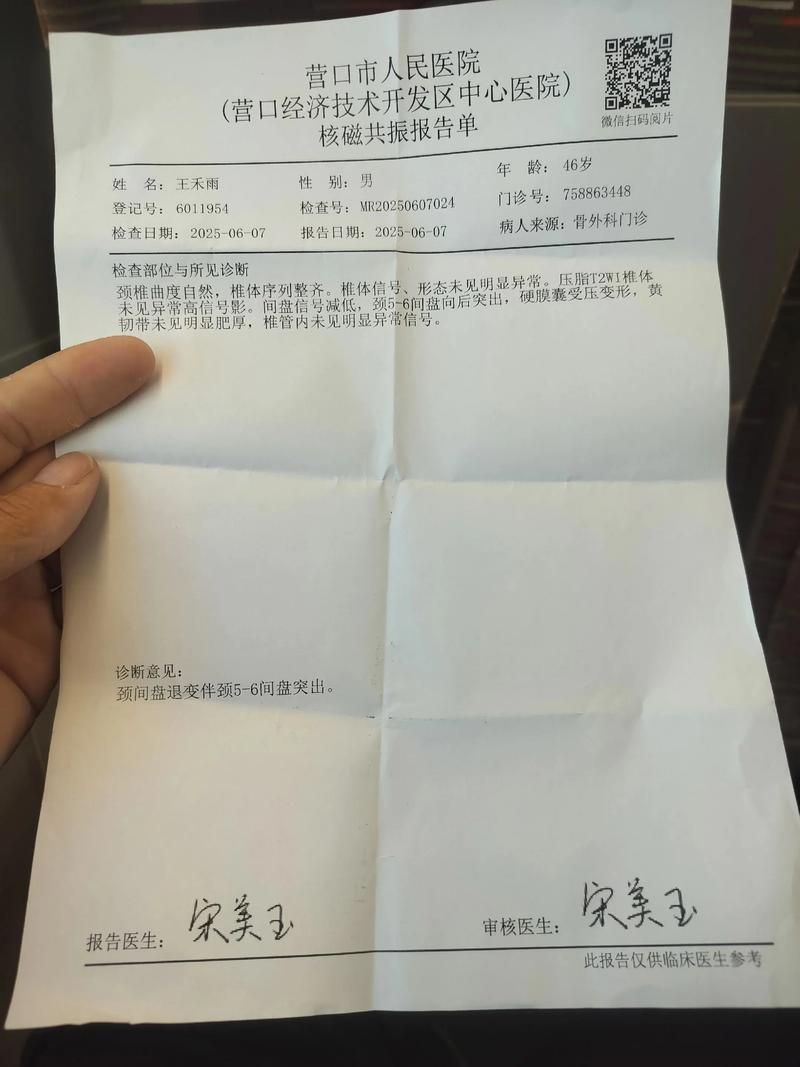 营口市人民医院
(营口经济技术开发区中心医院)
核磁共振报告单
微信扫码阅片
姓 名: 王禾雨 性 别: 男 年 龄: 46岁
登记号: 6011954 检查号: MR20250607024 门诊号: 758863448
检查日期: 2025-06-07 报告日期: 2025-06-07 病人来源: 骨外科门诊
检查部位与所见诊断
颈椎曲度自然，椎体序列整齐。椎体信号、形态未见明显异常。压脂T2WI椎体
未见异常高信号影。间盘信号减低，颈5-6间盘向后突出，硬膜囊受压变形，黄
韧带未见明显肥厚，椎管内未见明显异常信号。
诊断意见:
颈间盘退变伴颈5-6间盘突出。
报告医生: 宋美玉 审核医生: 宋美玉
此报告仅供临床医生参考